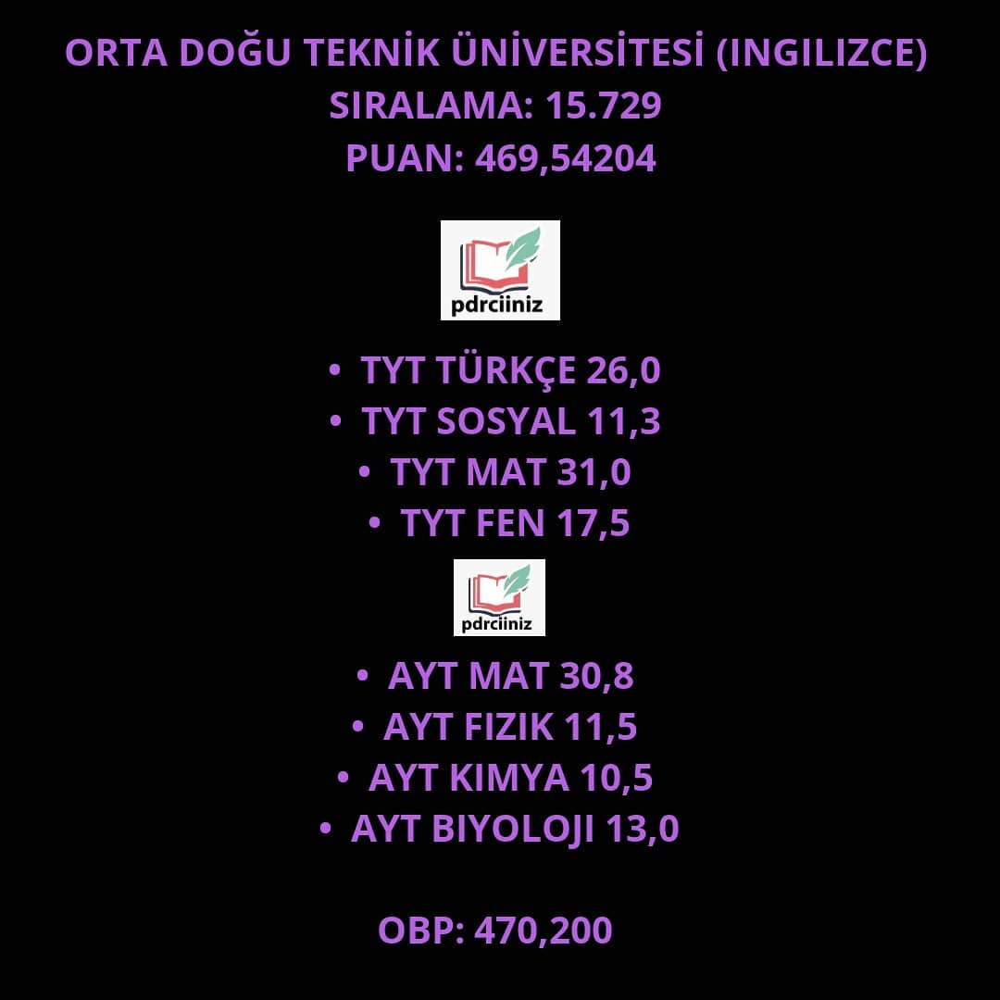 ORTA DOĞU TEKNİK ÜNİVERSİTESİ (INGILIZCE)
SIRALAMA: 15.729
PUAN: 469,54204
pdrciiniz
• TYT TÜRKÇE 26,0
• TYT SOSYAL 11,3
• TYT MAT 31,0
• TYT FEN 17,5
pdrciiniz
• AYT MAT 30,8
• AYT FIZIK 11,5
• AYT KIMYA 10,5
• AYT BIYOLOJI 13,0
OBP: 470,200